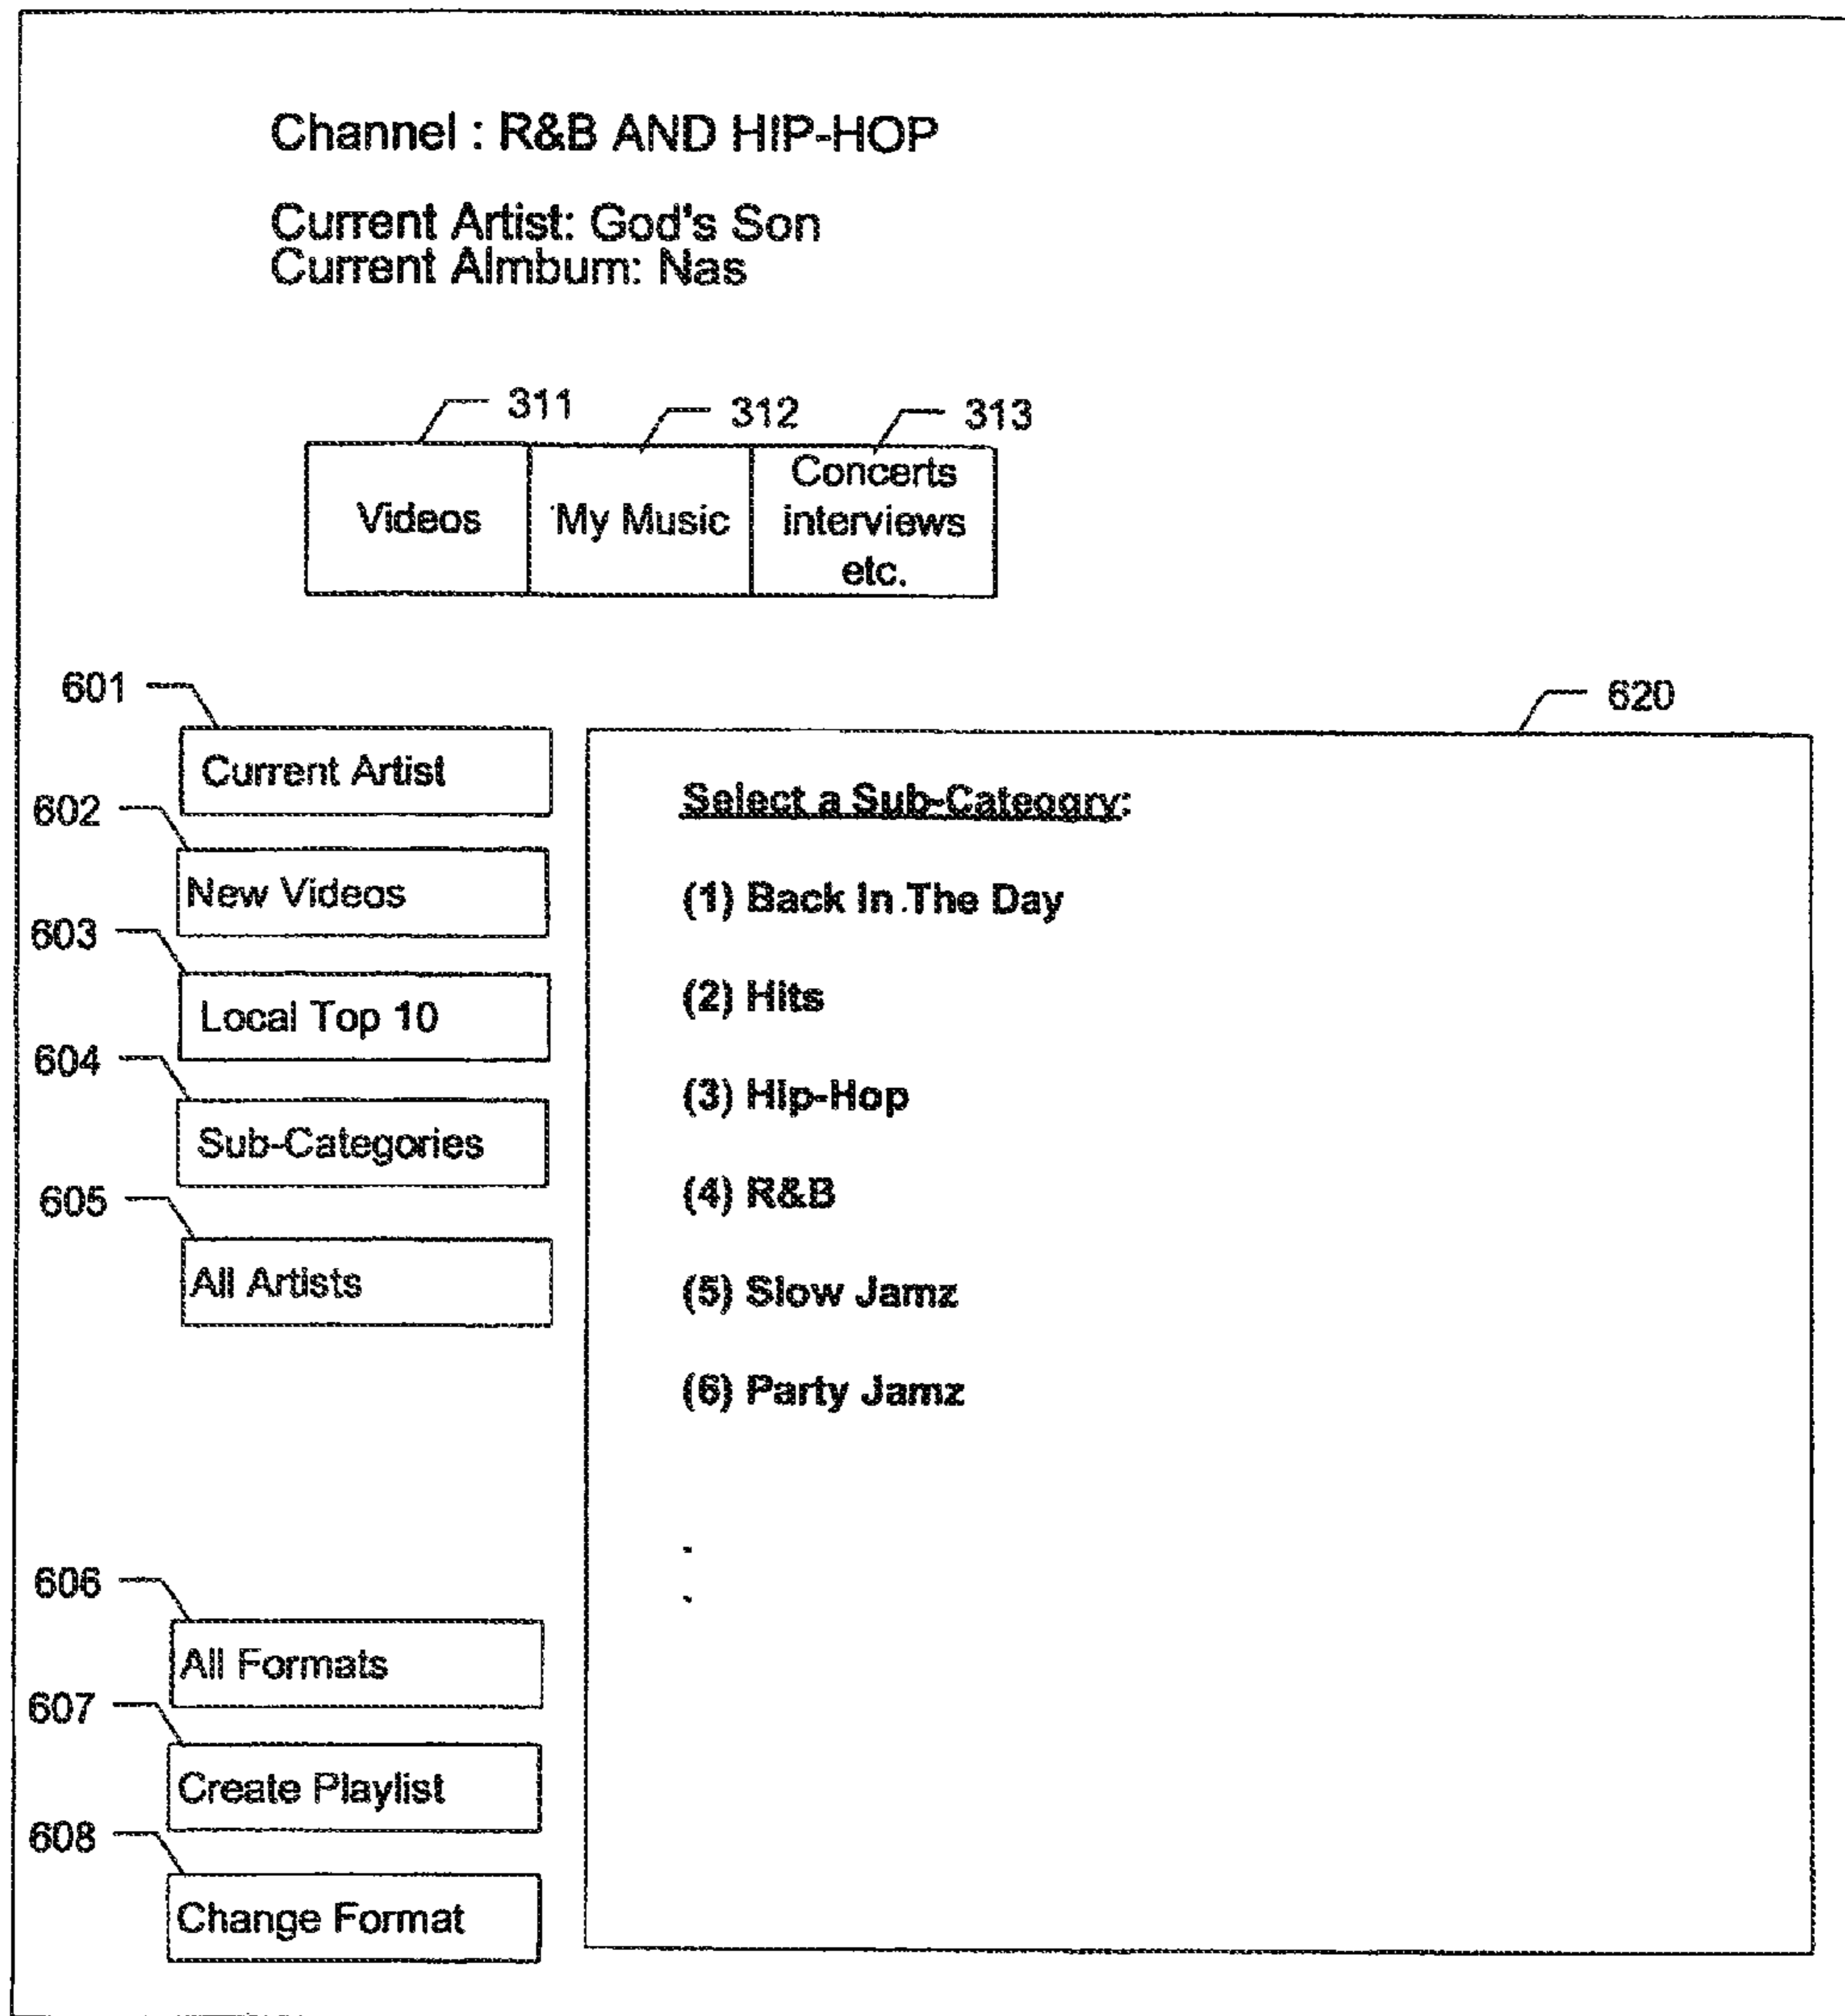 Channel : R&B AND HIP-HOP
Current Artist: God's Son
Current Almbum: Nas
311
312
313
Videos
My Music
Concerts
interviews
etc.
601
620
Current Artist
Select a Sub-Cateogry:
602
New Videos
(1) Back In The Day
603
Local Top 10
(2) Hits
604
Sub-Categories
(3) Hip-Hop
605
All Artists
(4) R&B
(5) Slow Jamz
(6) Party Jamz
606
All Formats
607
Create Playlist
608
Change Format